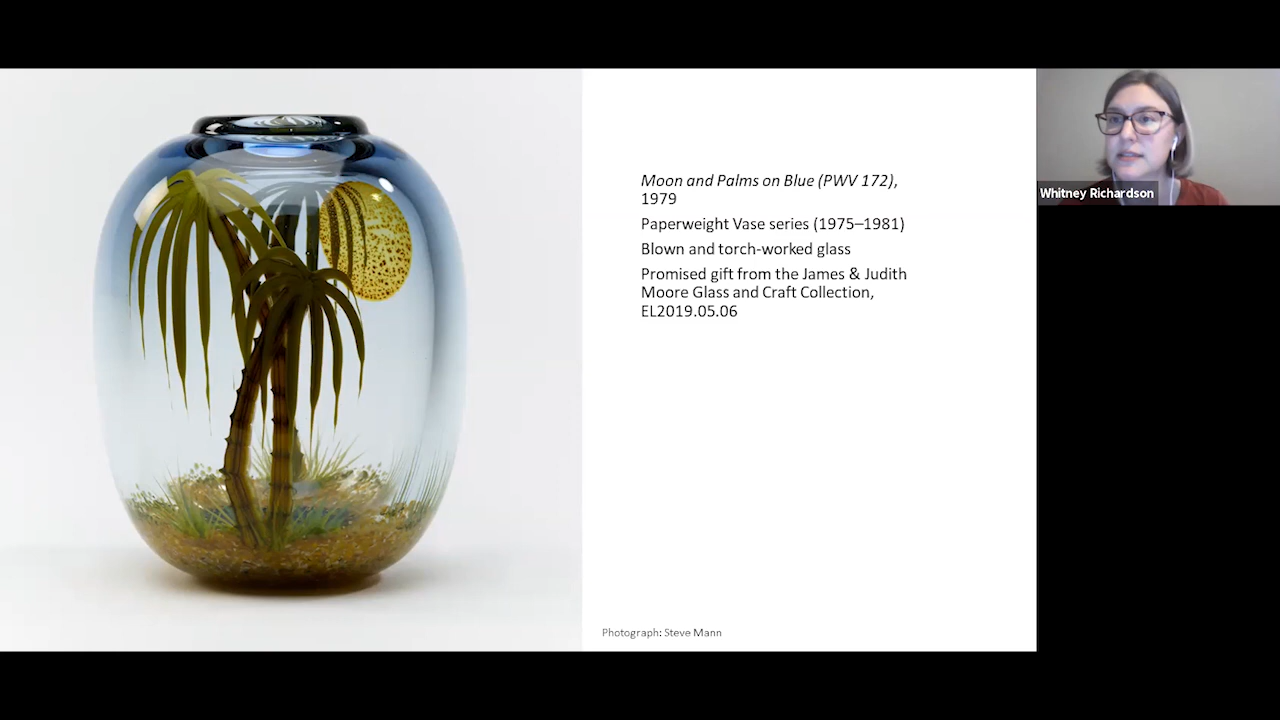 Moon and Palms on Blue (PWV 172),
1979
Paperweight Vase series (1975–1981)
Blown and torch-worked glass
Promised gift from the James & Judith
Moore Glass and Craft Collection,
EL2019.05.06
Photograph: Steve Mann
Whitney Richardson